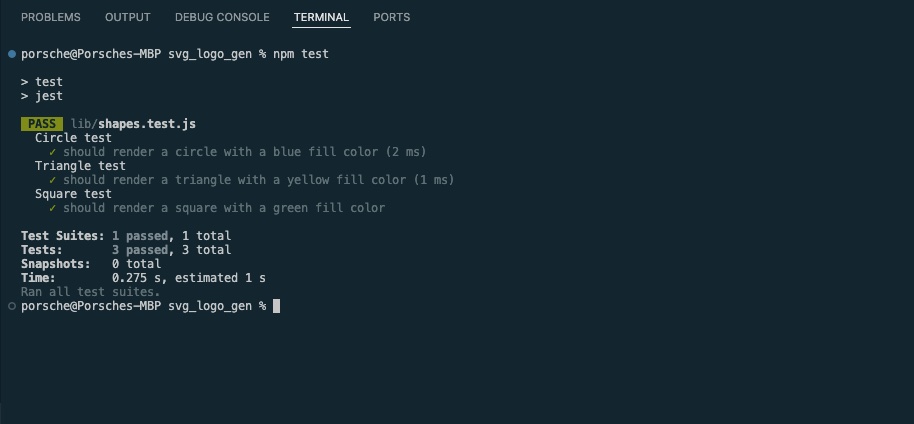 PROBLEMS OUTPUT DEBUG CONSOLE TERMINAL PORTS
porsche@Porsches-MBP svg_logo_gen % npm test
> test
> jest
PASS lib/shapes.test.js
Circle test
✓ should render a circle with a blue fill color (2 ms)
Triangle test
✓ should render a triangle with a yellow fill color (1 ms)
Square test
✓ should render a square with a green fill color
Test Suites: 1 passed, 1 total
Tests: 3 passed, 3 total
Snapshots: 0 total
Time: 0.275 s, estimated 1 s
Ran all test suites.
porsche@Porsches-MBP svg_logo_gen %